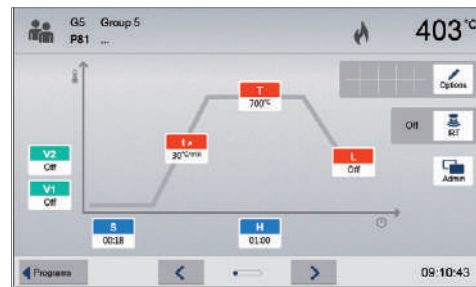 G5 Group 5
P81 ...
403°C
Options
T
700°C
Off
IRT
t↗
30°C/min
V2
Off
L
Off
Admin
V1
Off
S
00:18
H
01:00
Programs
09:10:43